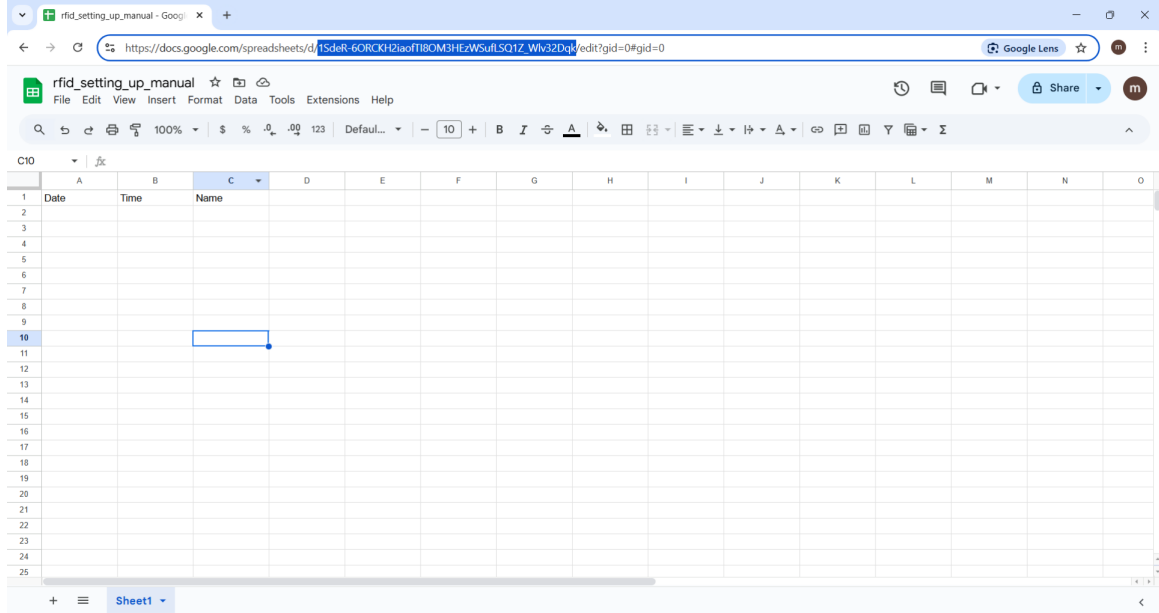 rfid_setting_up_manual - Googl
https://docs.google.com/spreadsheets/d/1SdeR-6ORCKH2iaofTI8OM3HEzWSufLSQ1Z_Wlv32Dqk/edit?gid=0#gid=0 Google Lens m
rfid_setting_up_manual
File Edit View Insert Format Data Tools Extensions Help
Share m
100% $ % .0 .00 123 Defaul... 10 B I A
C10 fx
A B C D E F G H I J K L M N O
1 Date Time Name
2
3
4
5
6
7
8
9
10
11
12
13
14
15
16
17
18
19
20
21
22
23
24
25
Sheet1